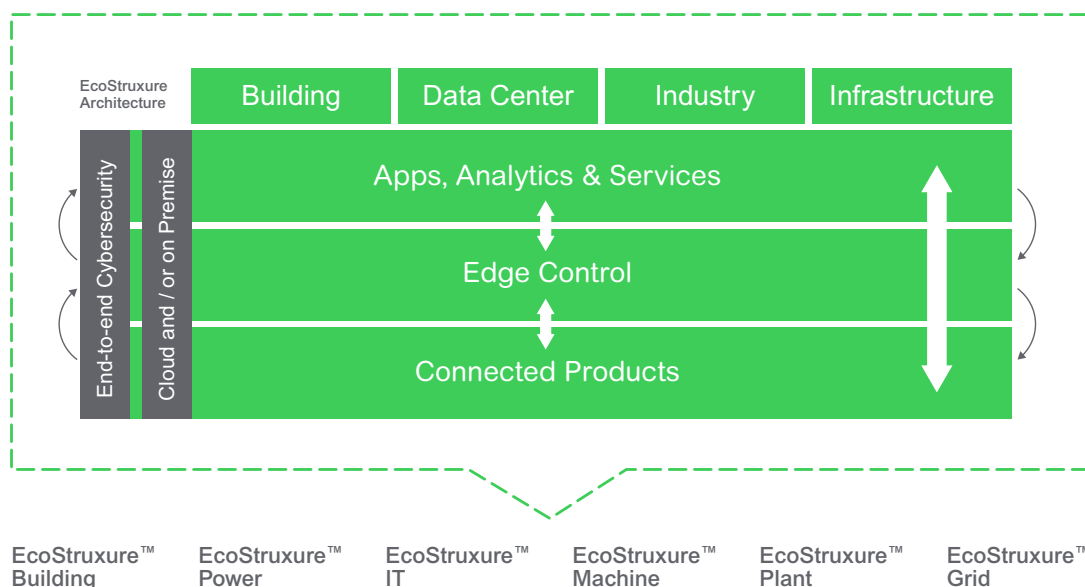 EcoStruxure
Architecture
Building
Data Center
Industry
Infrastructure
End-to-end Cybersecurity
Cloud and / or on Premise
Apps, Analytics & Services
Edge Control
Connected Products
EcoStruxure™
Building
EcoStruxure™
Power
EcoStruxure™
IT
EcoStruxure™
Machine
EcoStruxure™
Plant
EcoStruxure™
Grid